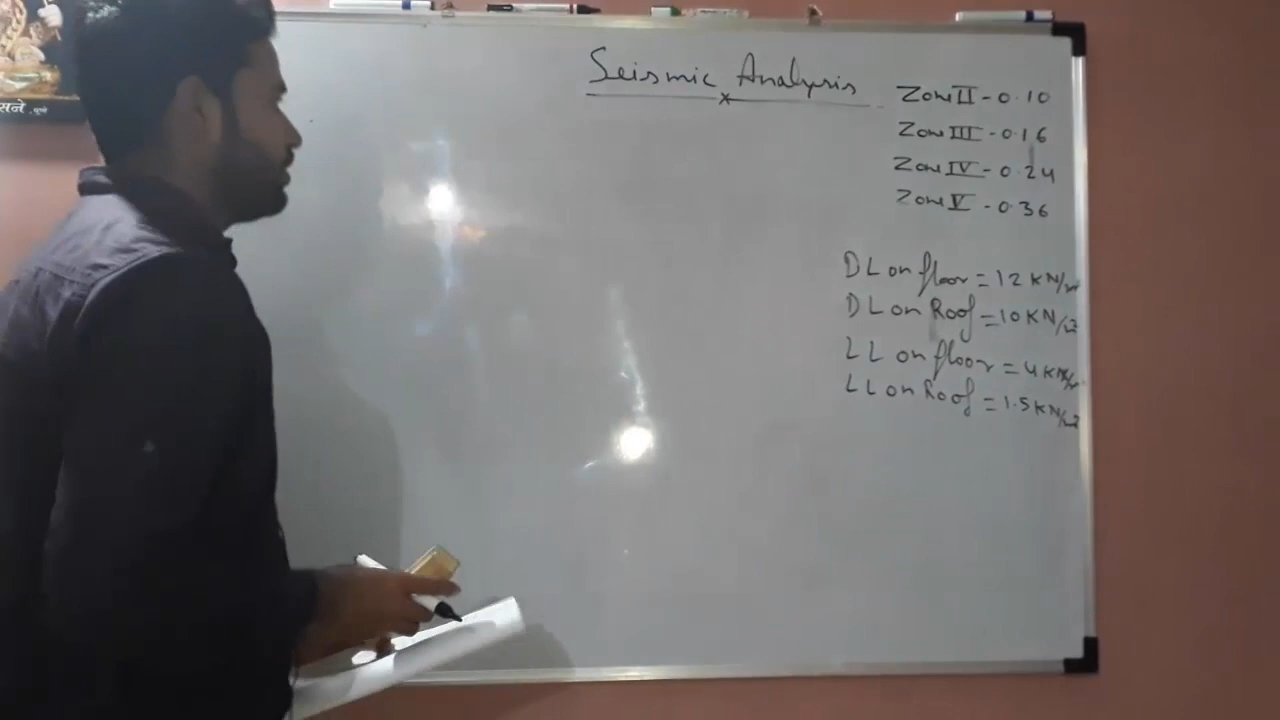 Seismic Analysis
Zone II - 0.10
Zone III - 0.16
Zone IV - 0.24
Zone V - 0.36
DL on floor = 12 KN/m
DL on Roof = 10 KN/m2
LL on floor = 4 KN/m
LL on Roof = 1.5 KN/m2
सने